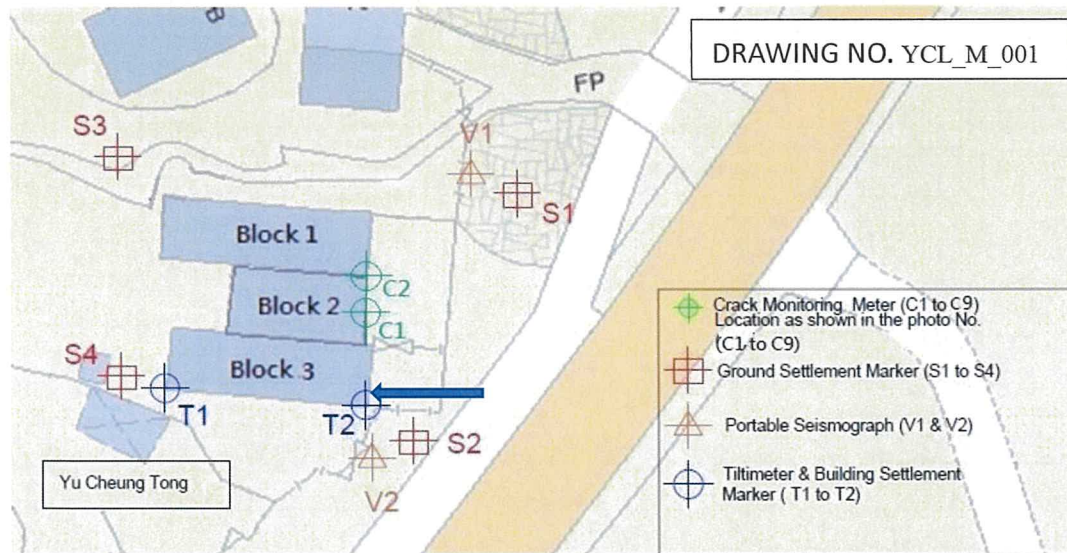 DRAWING NO. YCL_M_001
FP
S3
V1
S1
Block 1
C2
Block 2
C1
Block 3
S4
T1
T2
S2
V2
Yu Cheung Tong
Crack Monitoring Meter (C1 to C9)
Location as shown in the photo No.
(C1 to C9)
Ground Settlement Marker (S1 to S4)
Portable Seismograph (V1 & V2)
Tiltimeter & Building Settlement
Marker ( T1 to T2)